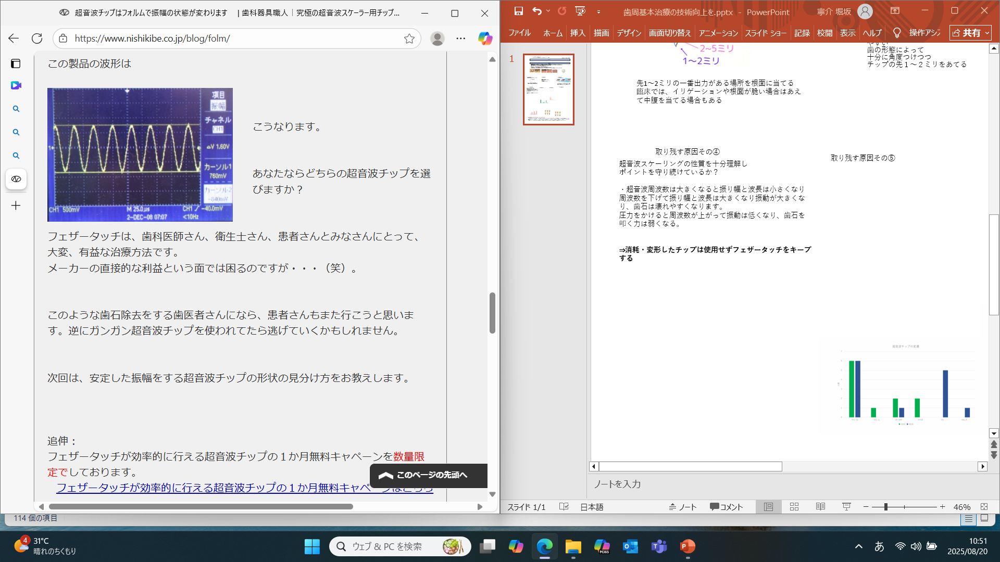 超音波チップはフォルムで振幅の状態が変わります | 歯科器具職人｜究極の超音波スケーラー用チップ...
https://www.nishikibe.co.jp/blog/folm/
この製品の波形は
項目
振幅
チャネル
CH1
△V 1.60V
カーソル1
760mV
カーソル2
-840mV
CH1 500mV
M 25.0μs
CH1 -40.0mV
2-DEC-08 07:07
<10Hz
こうなります。
あなたならどちらの超音波チップを選
びますか？
フェザータッチは、歯科医師さん、衛生士さん、患者さんとみなさんにとって、
大変、有益な治療方法です。
メーカーの直接的な利益という面では困るのですが・・・（笑）。
このような歯石除去をする歯医者さんになら、患者さんもまた行こうと思いま
す。逆にガンガン超音波チップを使われてたら逃げていくかもしれません。
次回は、安定した振幅をする超音波チップの形状の見分け方をお教えします。
追伸：
フェザータッチが効率的に行える超音波チップの１か月無料キャペーンを数量限
定でしております。
フェザータッチが効率的に行える超音波チップの１か月無料キャペーンはこちら
このページの先頭へ
114 個の項目
歯周基本治療の技術向上を.pptx - PowerPoint
寧介 堀坂
ファイル ホーム 挿入 描画 デザイン 画面切り替え アニメーション スライド ショー 記録 校閲 表示 ヘルプ 操作アシ 共有
1
2~5ミリ
1～2ミリ
やすい
歯の形態によって
十分に角度つけつつ
チップの先１～２ミリをあてる
先1～2ミリの一番出力がある場所を根面に当てる
臨床では、イリゲーションや根面が脆い場合はあえ
て中腹を当てる場合もある
取り残す原因その④
超音波スケーリングの性質を十分理解し
ポイントを守り続けているか？
・超音波周波数は大きくなると振り幅と波長は小さくなり
周波数を下げて振り幅と波長は大きくなり振動が大きくな
り、歯石は壊れやすくなります。
圧力をかけると周波数が上がって振動は低くなり、歯石を
叩く力は弱くなる。
⇒消耗・変形したチップは使用せずフェザータッチをキープ
する
取り残す原因その⑤
超音波チップの変遷
ノートを入力
スライド 1/1
日本語
ノート
コメント
46%
4
31°C
晴れのちくもり
ウェブ & PC を検索
M365
あ
10:51
2025/08/20